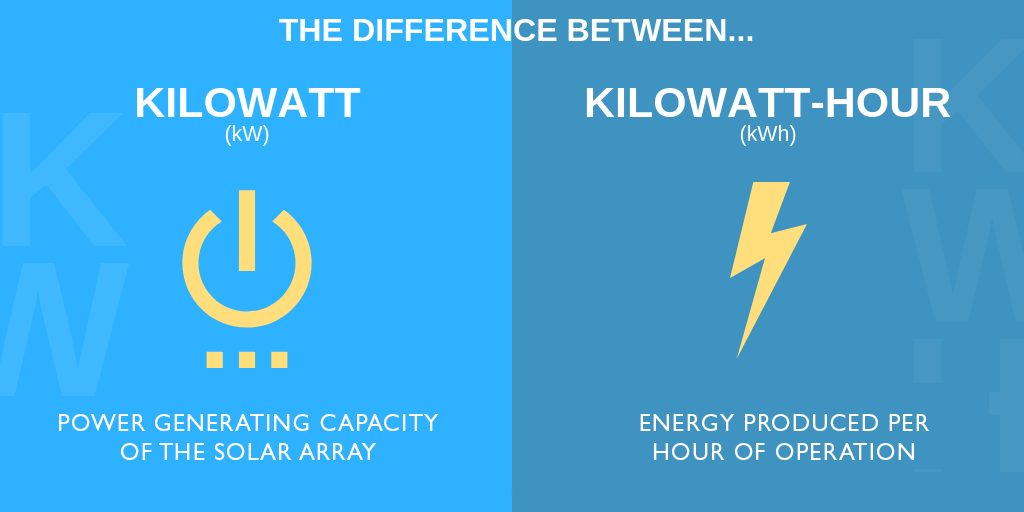 THE DIFFERENCE BETWEEN...
KILOWATT
(kW)
POWER GENERATING CAPACITY
OF THE SOLAR ARRAY
KILOWATT-HOUR
(kWh)
ENERGY PRODUCED PER
HOUR OF OPERATION
K
W
K
W